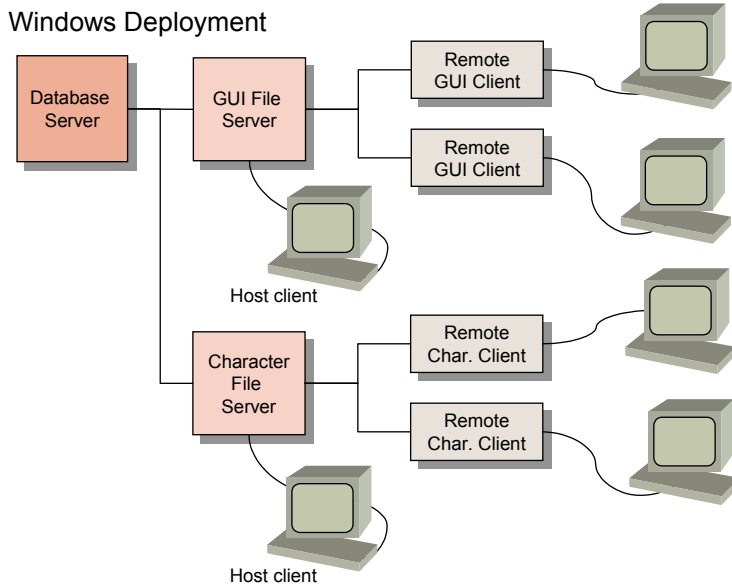 Windows Deployment
Database
Server
GUI File
Server
Remote
GUI Client
Remote
GUI Client
Host client
Character
File
Server
Remote
Char. Client
Remote
Char. Client
Host client